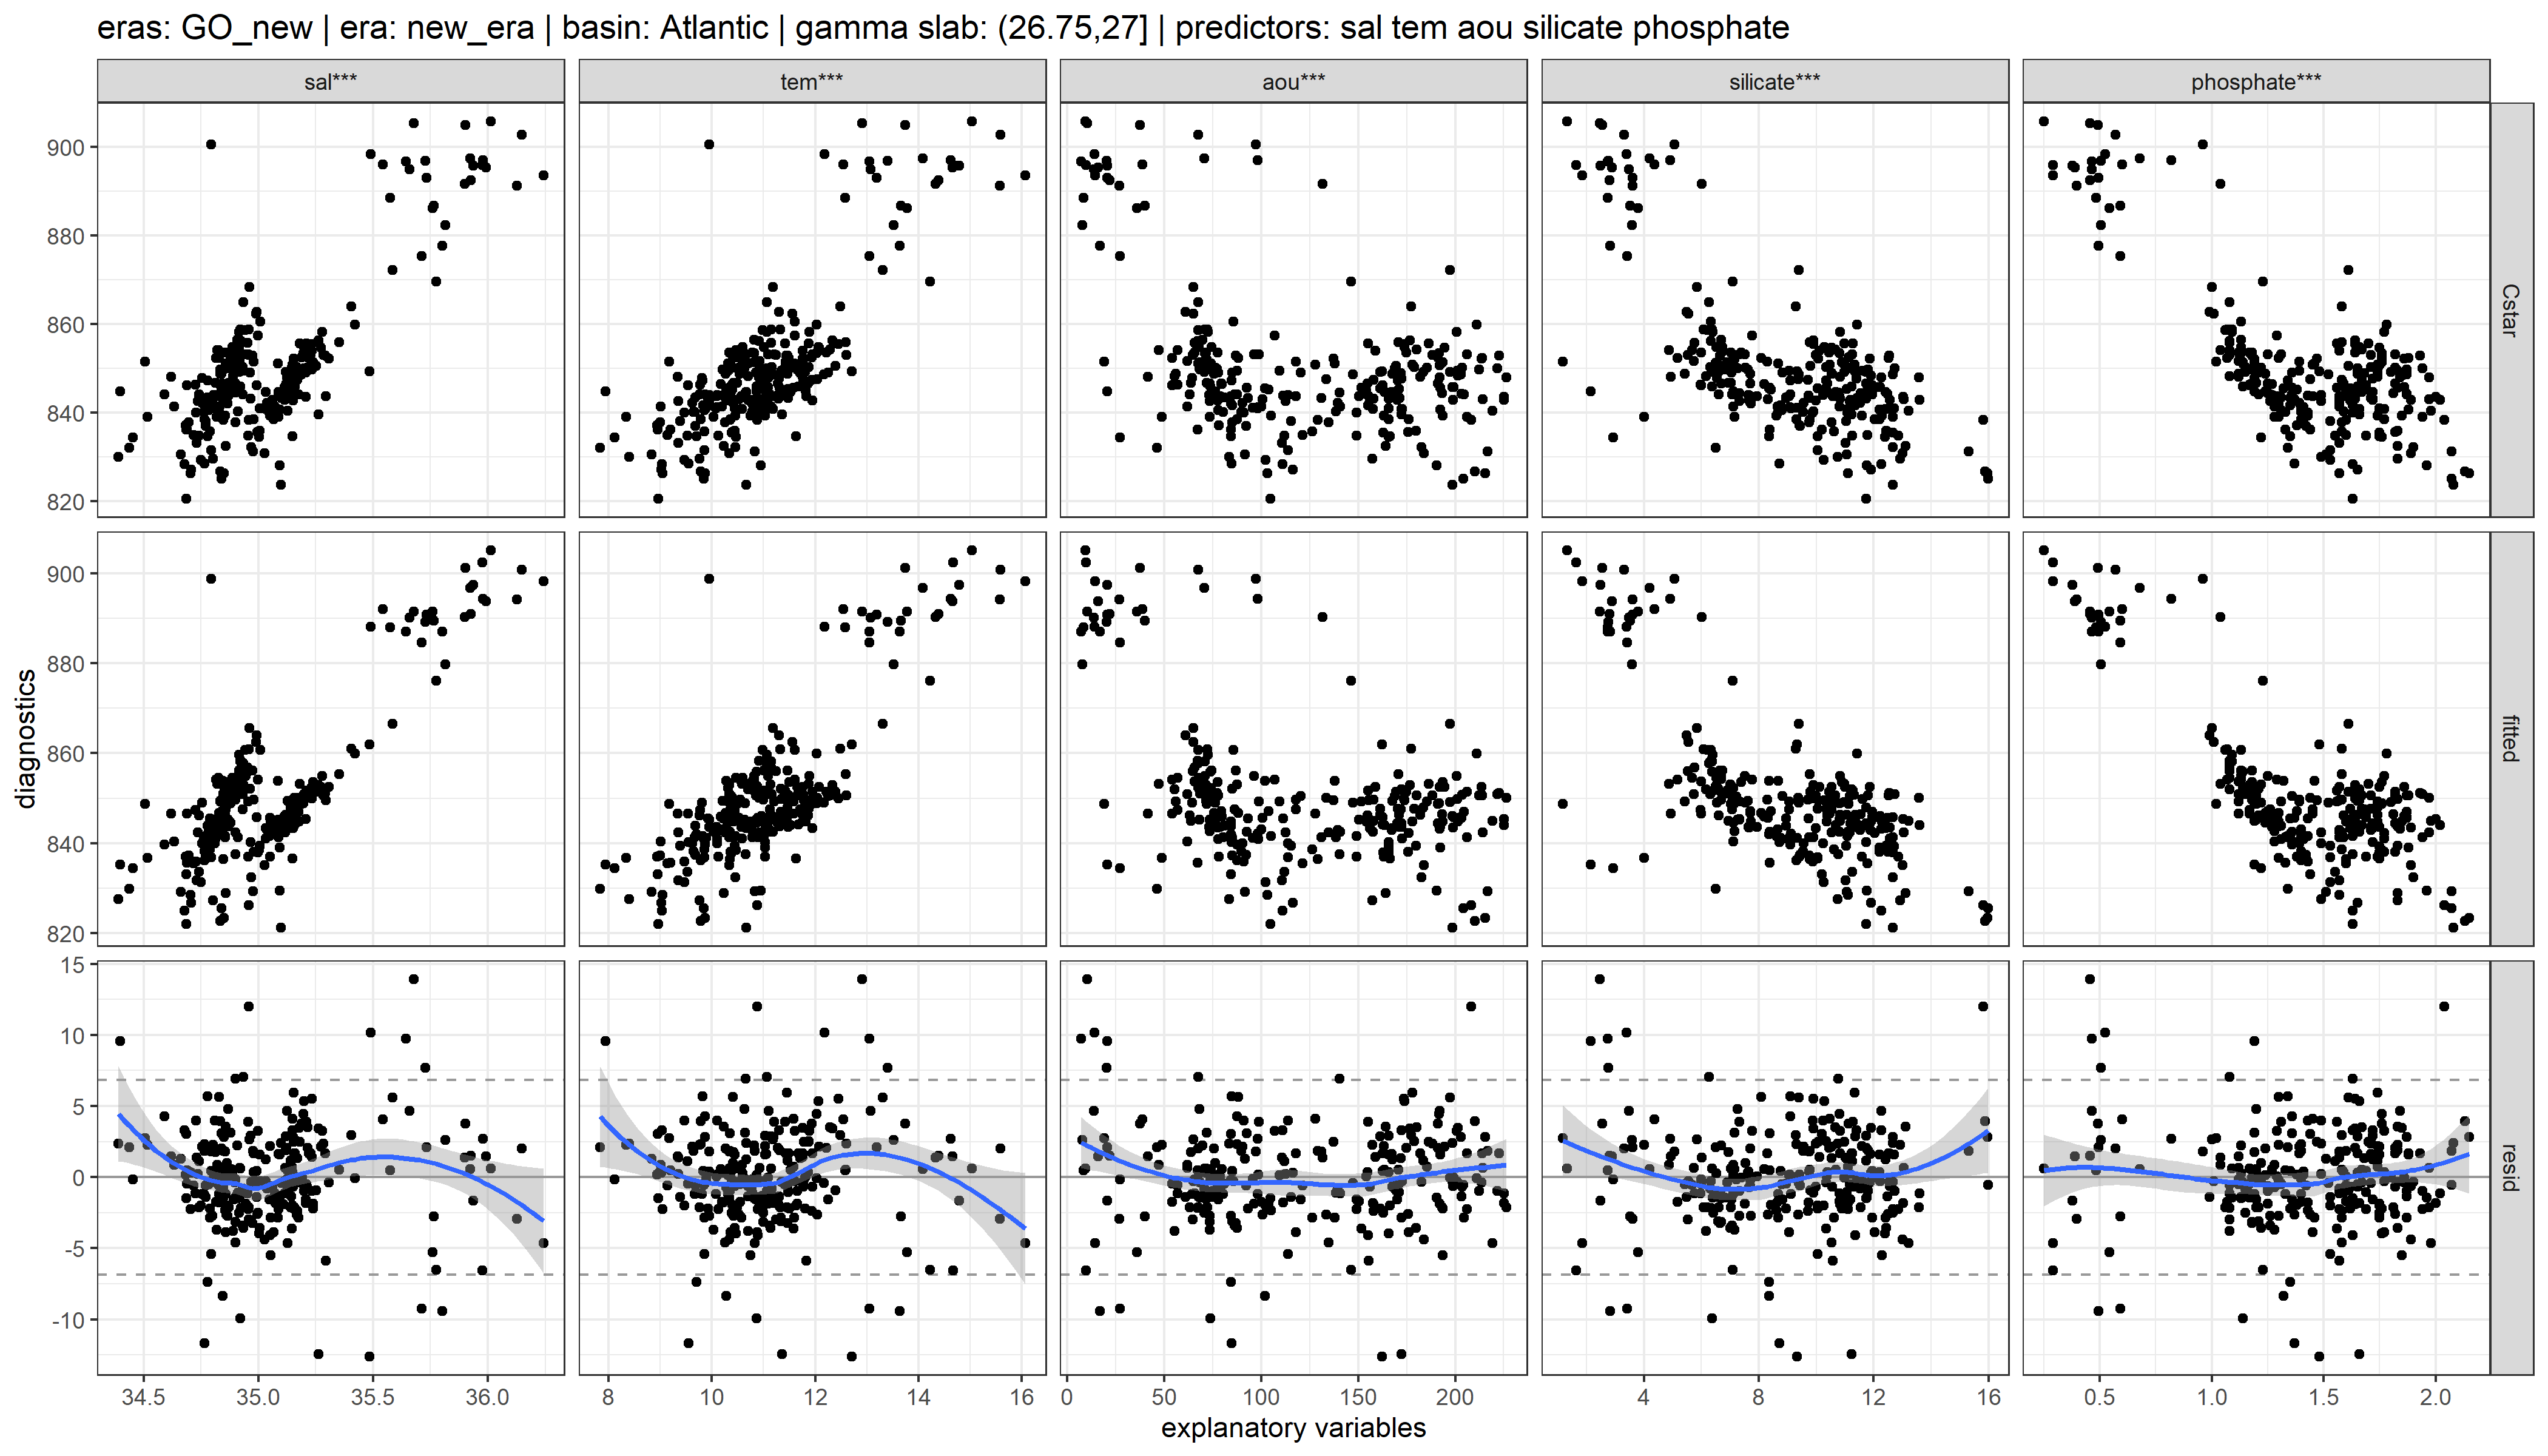 eras: GO_new | era: new_era | basin: Atlantic | gamma slab: (26.75,27] | predictors: sal tem aou silicate phosphate
sal*** tem*** aou*** silicate*** phosphate***
900
880
860
840
820
Cstar
900
880
860
840
820
fitted
diagnostics
15
10
5
0
-5
-10
resid
34.5 35.0 35.5 36.0 8 10 12 14 16 0 50 100 150 200 4 8 12 16 0.5 1.0 1.5 2.0
explanatory variables